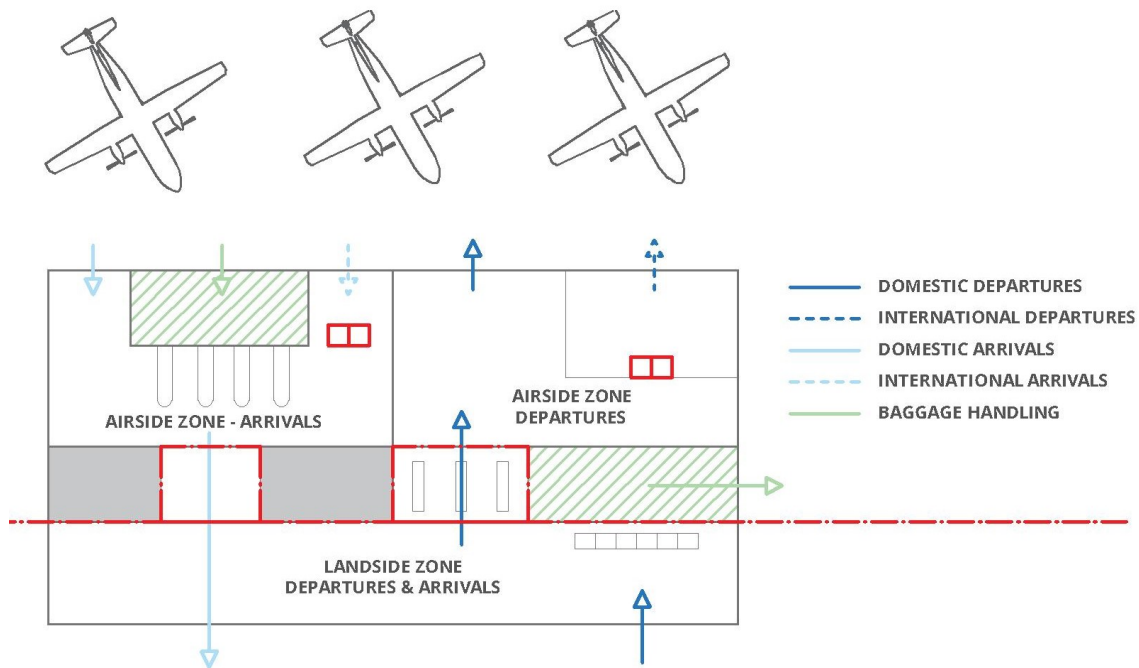 DOMESTIC DEPARTURES
INTERNATIONAL DEPARTURES
DOMESTIC ARRIVALS
INTERNATIONAL ARRIVALS
BAGGAGE HANDLING
AIRSIDE ZONE - ARRIVALS
AIRSIDE ZONE
DEPARTURES
LANDSIDE ZONE
DEPARTURES & ARRIVALS